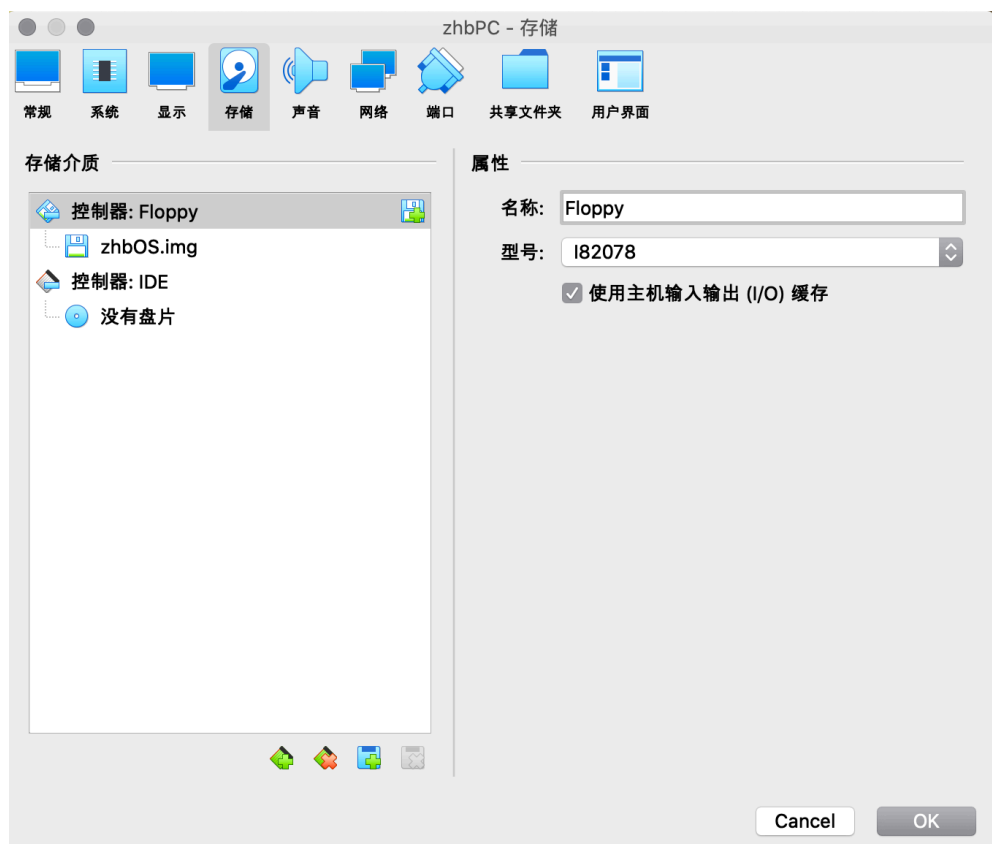 zhbPC - 存储
常规 系统 显示 存储 声音 网络 端口 共享文件夹 用户界面
存储介质
控制器: Floppy
zhbOS.img
控制器: IDE
没有盘片
属性
名称: Floppy
型号: I82078
使用主机输入输出 (I/O) 缓存
Cancel OK